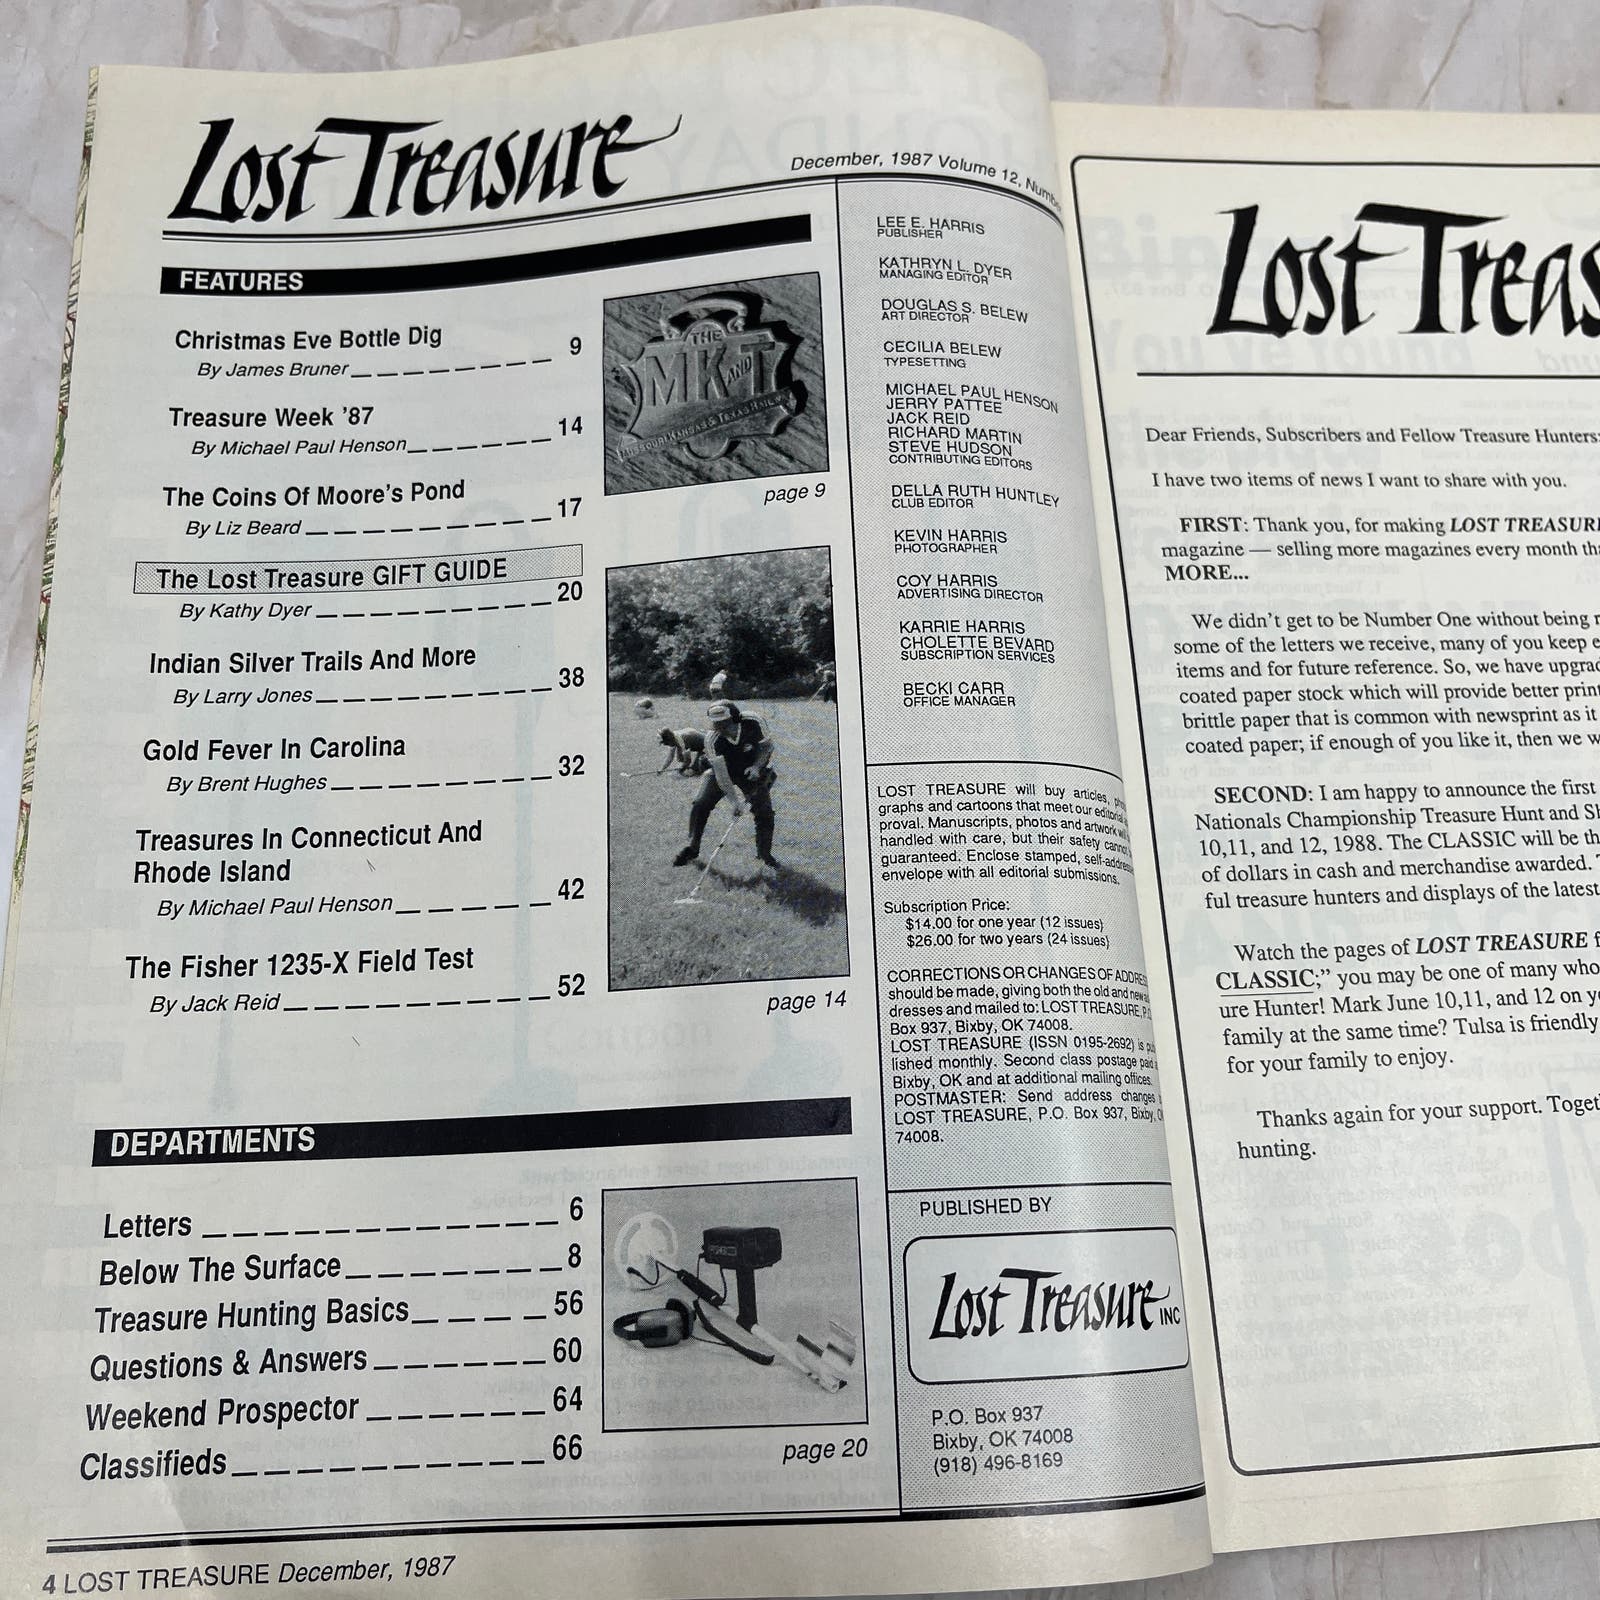 Lost Treasure
December, 1987 Volume 12,
FEATURES
Christmas Eve Bottle Dig
By James Bruner 9
Treasure Week '87
By Michael Paul Henson 14
The Coins Of Moore's Pond
By Liz Beard 17
The Lost Treasure GIFT GUIDE
By Kathy Dyer 20
Indian Silver Trails And More
By Larry Jones 38
Gold Fever In Carolina
By Brent Hughes 32
Treasures In Connecticut And
Rhode Island
By Michael Paul Henson 42
The Fisher 1235-X Field Test
By Jack Reid 52
THE
MK AND T
MISSOURI KANSAS & TEXAS
page 9
page 14
DEPARTMENTS
Letters 6
Below The Surface 8
Treasure Hunting Basics 56
Questions & Answers 60
Weekend Prospector 64
Classifieds 66
page 20
4 LOST TREASURE December, 1987
LEE E. HARRIS
PUBLISHER
KATHRYN L. DYER
MANAGING EDITOR
DOUGLAS S. BELEW
ART DIRECTOR
CECILIA BELEW
TYPESETTING
MICHAEL PAUL HENSON
JERRY PATTEE
JACK REID
RICHARD MARTIN
STEVE HUDSON
CONTRIBUTING EDITORS
DELLA RUTH HUNTLEY
CLUB EDITOR
KEVIN HARRIS
PHOTOGRAPHER
COY HARRIS
ADVERTISING DIRECTOR
KARRIE HARRIS
CHOLETTE BEVARD
SUBSCRIPTION SERVICES
BECKI CARR
OFFICE MANAGER
LOST TREASURE will buy articles,
graphs and cartoons that meet our editorial
proval. Manuscripts, photos and artwork
handled with care, but their safety
guaranteed. Enclose stamped,
envelope with all editorial submissions.
Subscription Price:
$14.00 for one year (12 issues)
$26.00 for two years (24 issues)
CORRECTIONS OR CHANGES OF
should be made, giving both the old and
dresses and mailed to: LOST TREASURE,
Box 937, Bixby, OK 74008.
LOST TREASURE (ISSN 0195-2692) is
lished monthly. Second class postage
Bixby, OK and at additional mailing offices.
POSTMASTER: Send address changes
LOST TREASURE, P.O. Box 937, Bixby,
74008.
PUBLISHED BY
Lost Treasure INC
P.O. Box 937
Bixby, OK 74008
(918) 496-8169
Lost Treas
Dear Friends, Subscribers and Fellow Treasure Hunters:
I have two items of news I want to share with you.
FIRST: Thank you, for making LOST TREASUR
magazine — selling more magazines every month
MORE...
We didn't get to be Number One without being
some of the letters we receive, many of you keep
items and for future reference. So, we have
coated paper stock which will provide better
brittle paper that is common with newsprint as it
coated paper; if enough of you like it, then we
SECOND: I am happy to announce the first
Nationals Championship Treasure Hunt and
10,11, and 12, 1988. The CLASSIC will be
of dollars in cash and merchandise awarded.
ful treasure hunters and displays of the latest
Watch the pages of LOST TREASURE
CLASSIC;" you may be one of many who
ure Hunter! Mark June 10,11, and 12 on
family at the same time? Tulsa is friendly
for your family to enjoy.
Thanks again for your support.
hunting.